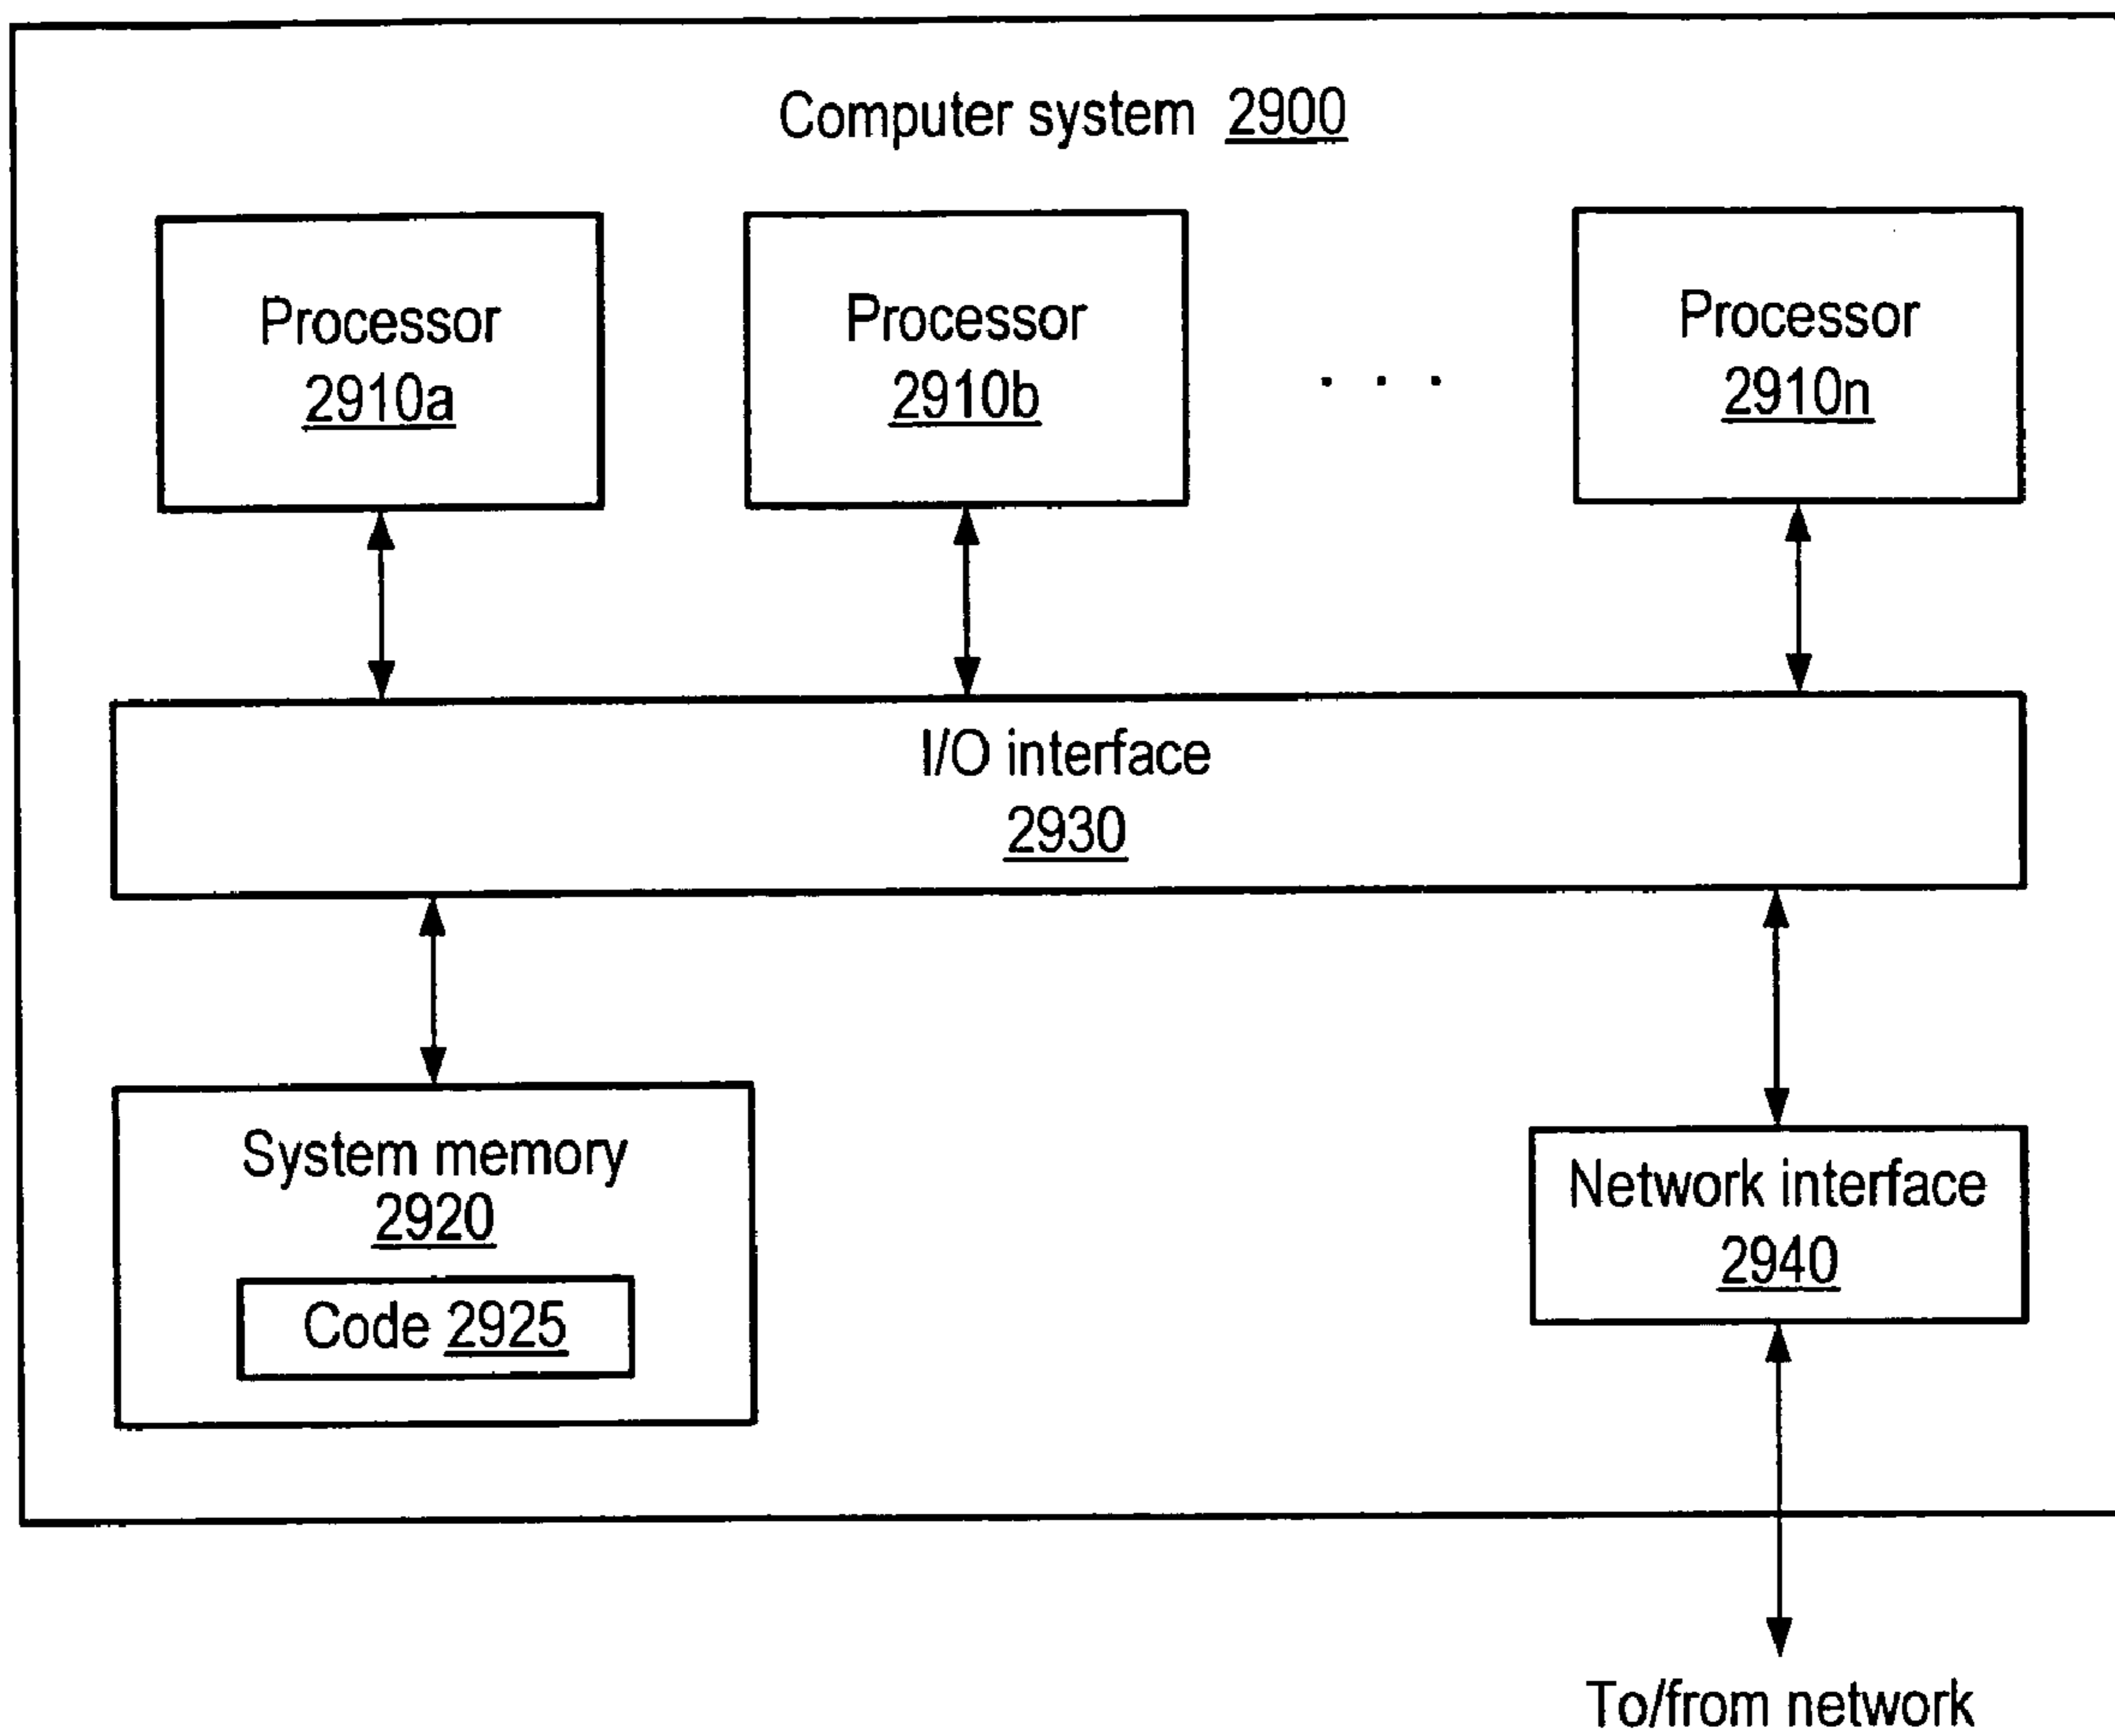 Computer system 2900
Processor
2910a
Processor
2910b
. . .
Processor
2910n
I/O interface
2930
System memory
2920
Code 2925
Network interface
2940
To/from network